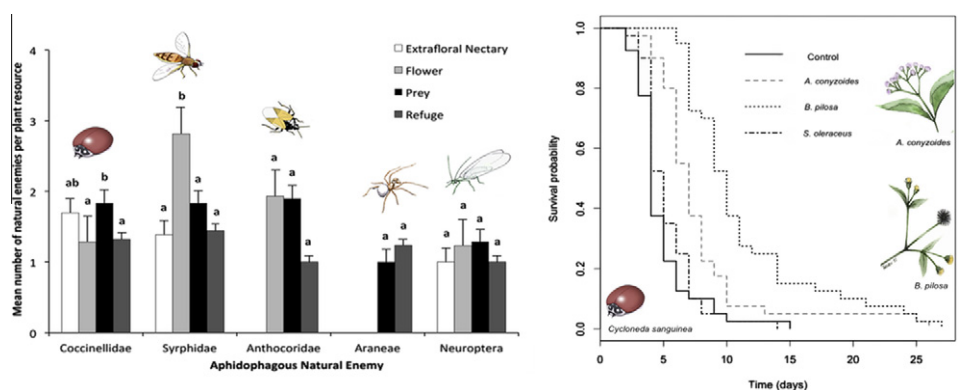 Mean number of natural enemies per plant resource
4
3
2
1
0
Extrafloral Nectary
Flower
Prey
Refuge
ab
a
b
a
a
b
a
a
a
a
a
a
a
a
a
a
a
Coccinellidae
Syrphidae
Anthocoridae
Araneae
Neuroptera
Aphidophagous Natural Enemy
Survival probability
1.0
0.8
0.6
0.4
0.2
0.0
Control
A. conyzoides
B. pilosa
S. oleraceus
A. conyzoides
B. pilosa
Cycloneda sanguinea
0
5
10
15
20
25
Time (days)